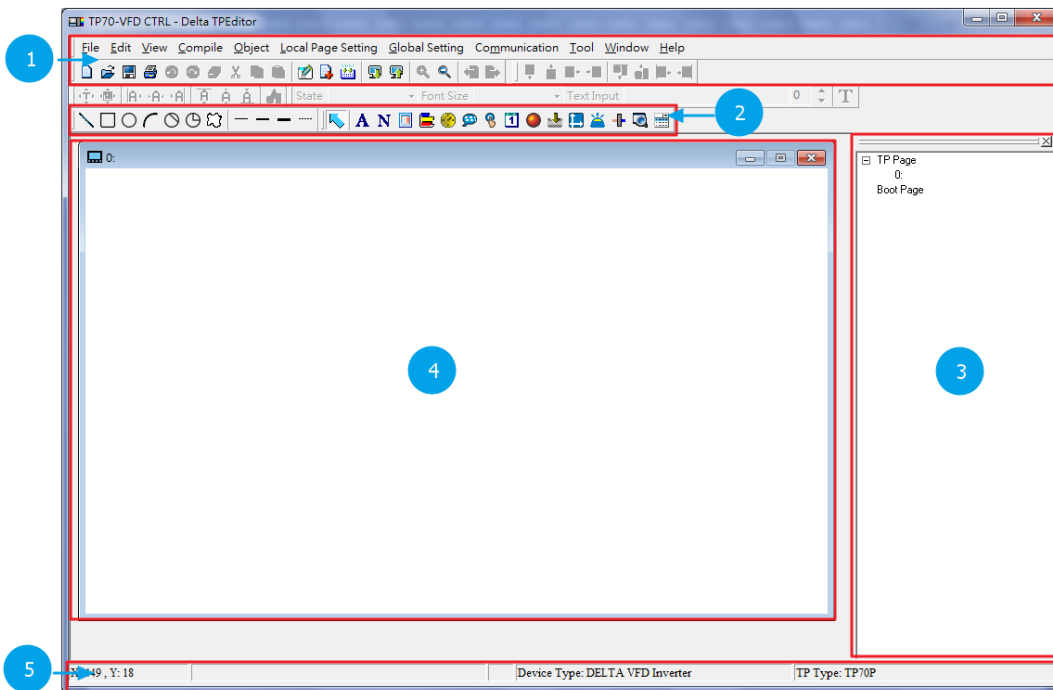 TP70-VFD CTRL - Delta TPEditor
File Edit View Compile Object Local Page Setting Global Setting Communication Tool Window Help
1
State Font Size Text Input 0
A N 1
2
0:
TP Page
0:
Boot Page
4
3
5
49 , Y: 18 Device Type: DELTA VFD Inverter TP Type: TP70P